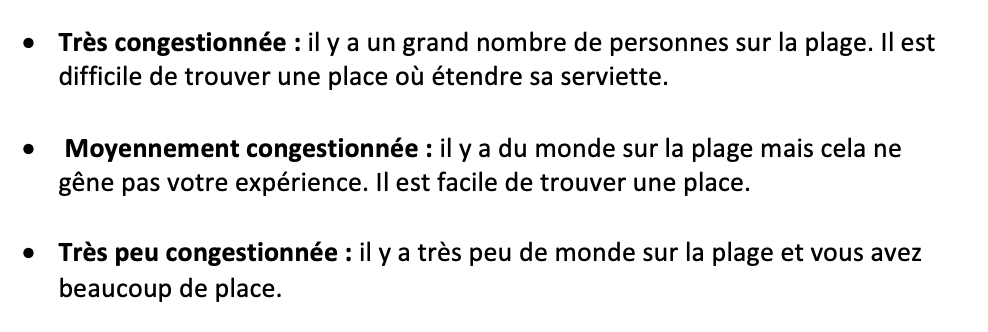 • Très congestionnée : il y a un grand nombre de personnes sur la plage. Il est
difficile de trouver une place où étendre sa serviette.
• Moyennement congestionnée : il y a du monde sur la plage mais cela ne
gêne pas votre expérience. Il est facile de trouver une place.
• Très peu congestionnée : il y a très peu de monde sur la plage et vous avez
beaucoup de place.